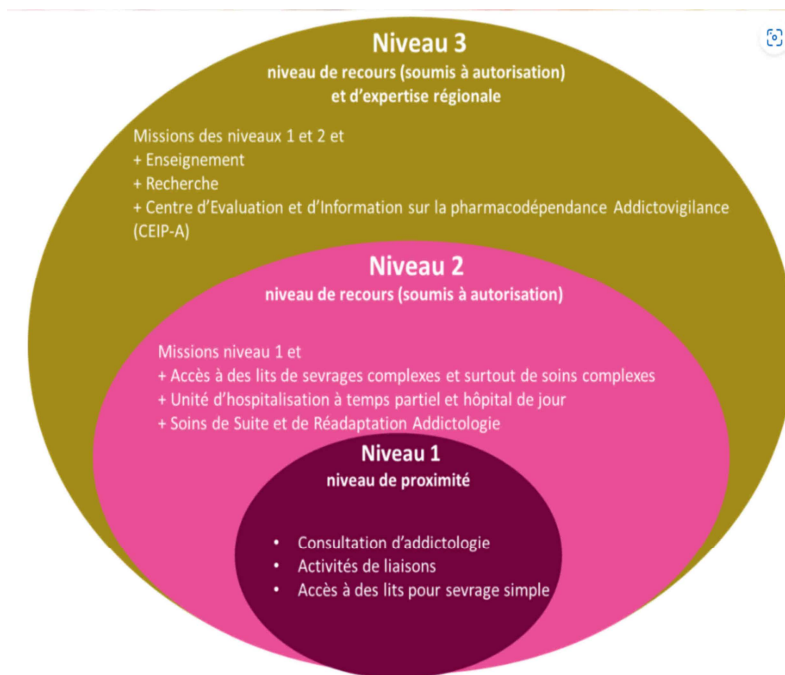 Niveau 3
niveau de recours (soumis à autorisation)
et d'expertise régionale
Missions des niveaux 1 et 2 et
+ Enseignement
+ Recherche
+ Centre d'Evaluation et d'Information sur la pharmacodépendance Addictovigilance
(CEIP-A)
Niveau 2
niveau de recours (soumis à autorisation)
Missions niveau 1 et
+ Accès à des lits de sevrages complexes et surtout de soins complexes
+ Unité d'hospitalisation à temps partiel et hôpital de jour
+ Soins de Suite et de Réadaptation Addictologie
Niveau 1
niveau de proximité
• Consultation d'addictologie
• Activités de liaisons
• Accès à des lits pour sevrage simple